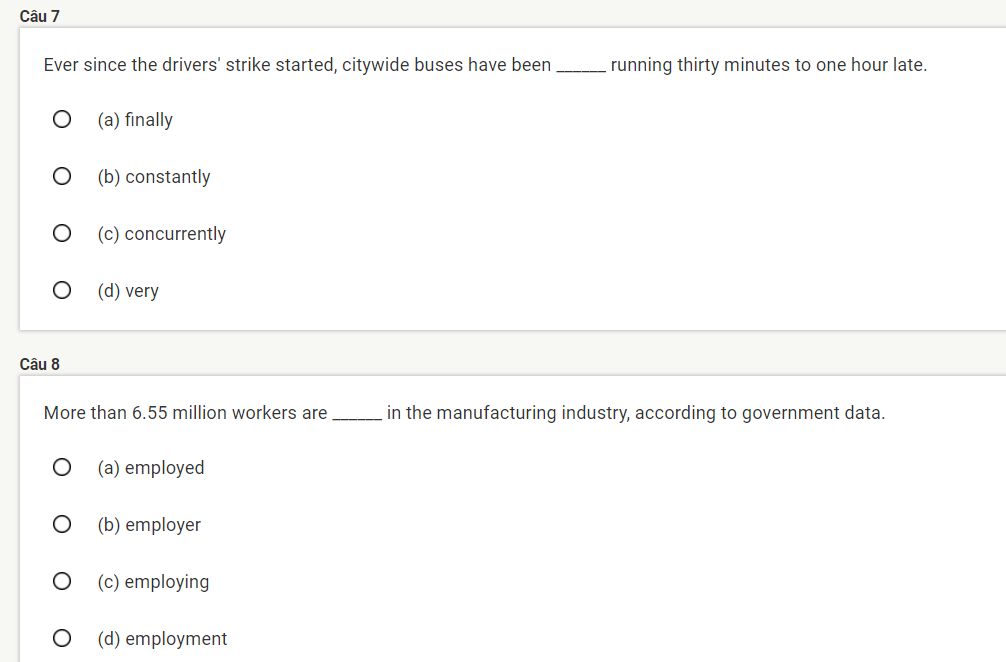 Câu 7
Ever since the drivers' strike started, citywide buses have been ______ running thirty minutes to one hour late.
(a) finally
(b) constantly
(c) concurrently
(d) very
Câu 8
More than 6.55 million workers are ______ in the manufacturing industry, according to government data.
(a) employed
(b) employer
(c) employing
(d) employment